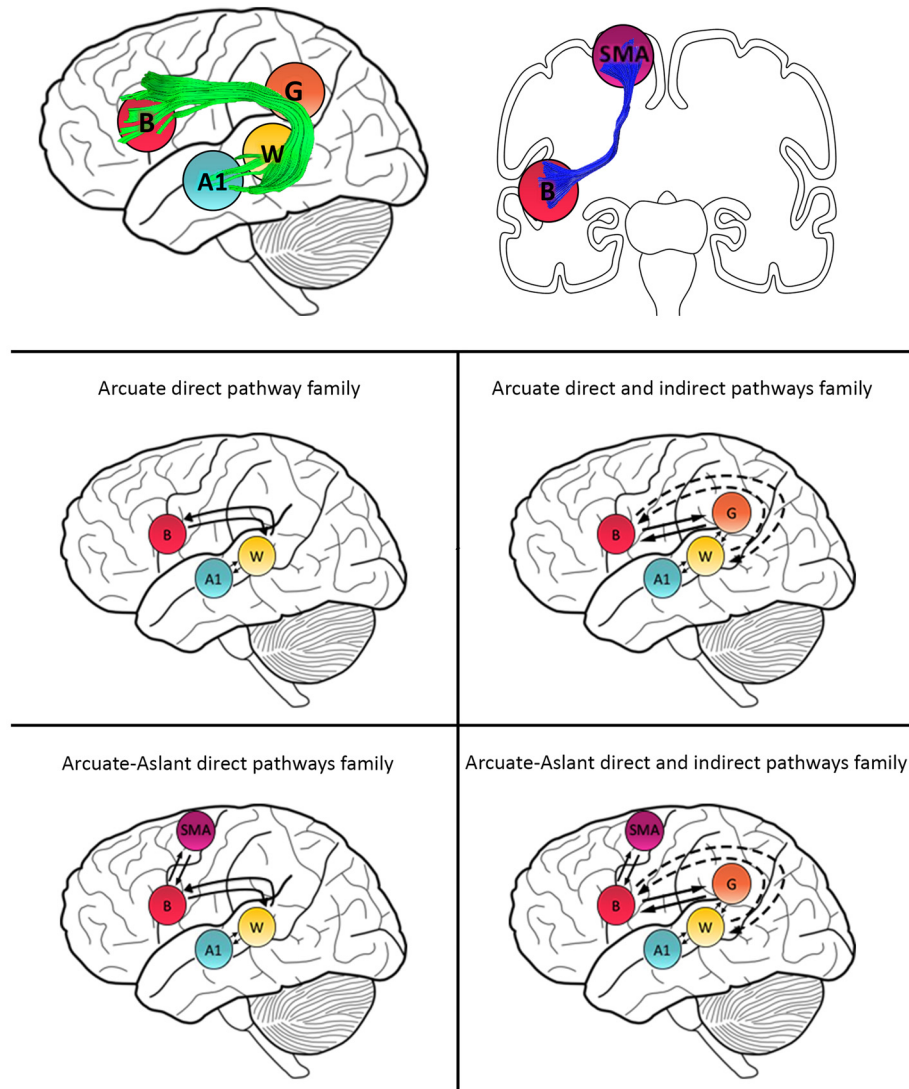 G
B
W
A1
SMA
B
Arcuate direct pathway family
B
W
A1
Arcuate direct and indirect pathways family
G
B
W
A1
Arcuate-Aslant direct pathways family
SMA
B
W
A1
Arcuate-Aslant direct and indirect pathways family
SMA
G
B
W
A1